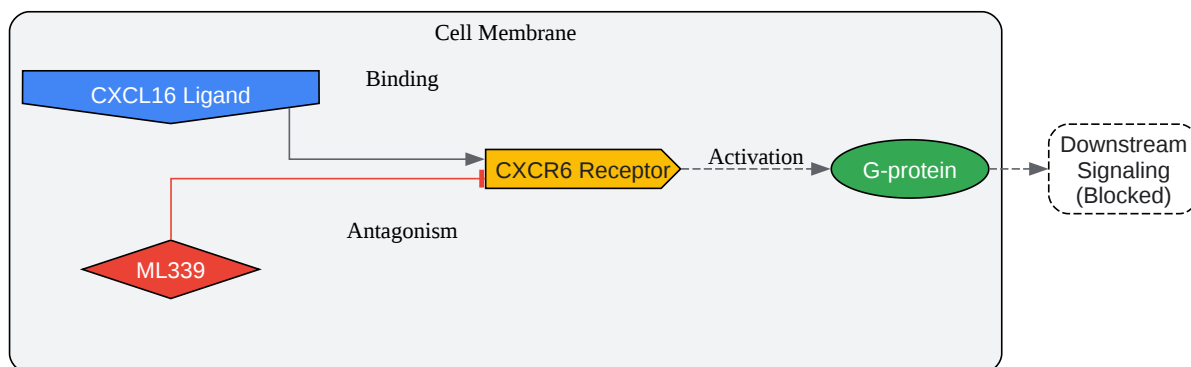 Cell Membrane
Binding
CXCL16 Ligand
CXCR6 Receptor
Activation
G-protein
Downstream
Signaling
(Blocked)
Antagonism
ML339